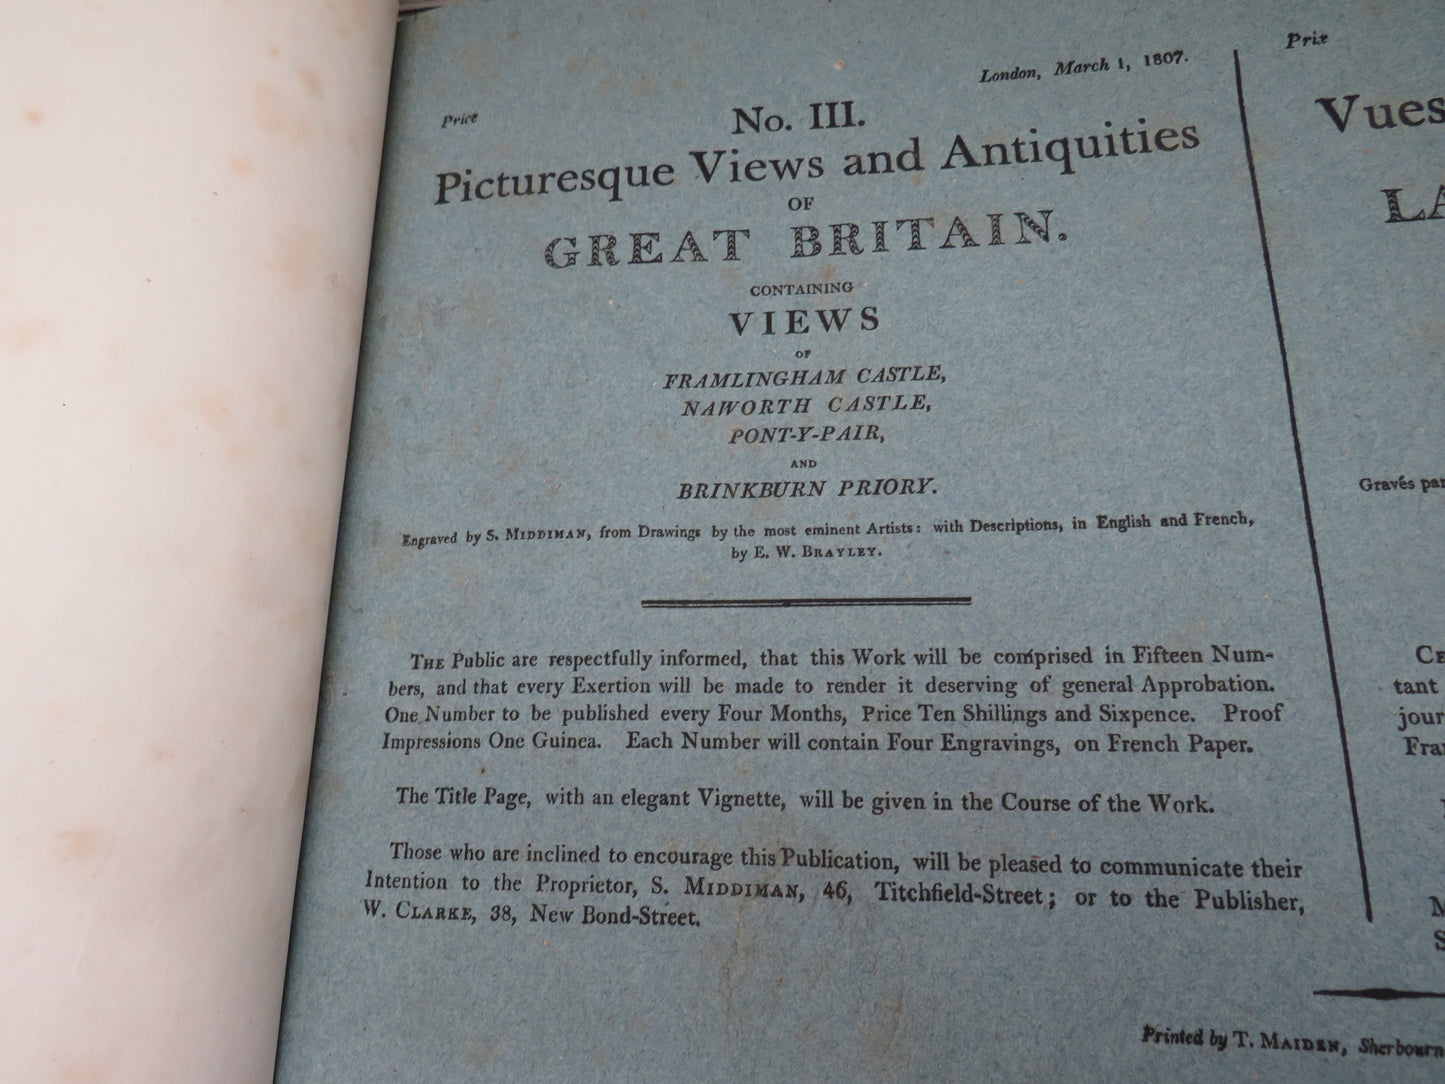 London, March 1, 1807.
Price
No. III.
Picturesque Views and Antiquities
OF
GREAT BRITAIN.
CONTAINING
VIEWS
OF
FRAMLINGHAM CASTLE,
NAWORTH CASTLE,
PONT-Y-PAIR,
AND
BRINKBURN PRIORY.
Engraved by S. MIDDIMAN, from Drawings by the most eminent Artists: with Descriptions, in English and French,
by E. W. BRAYLEY.
THE Public are respectfully informed, that this Work will be comprised in Fifteen Num-
bers, and that every Exertion will be made to render it deserving of general Approbation.
One Number to be published every Four Months, Price Ten Shillings and Sixpence. Proof
Impressions One Guinea. Each Number will contain Four Engravings, on French Paper.
The Title Page, with an elegant Vignette, will be given in the Course of the Work.
Those who are inclined to encourage this Publication, will be pleased to communicate their
Intention to the Proprietor, S. MIDDIMAN, 46, Titchfield-Street; or to the Publisher,
W. CLARKE, 38, New Bond-Street.
Prix
Vues
LA
Gravés par
CE
tant
jour
Fra
M
S
Printed by T. MAIDEN, Sherbourn